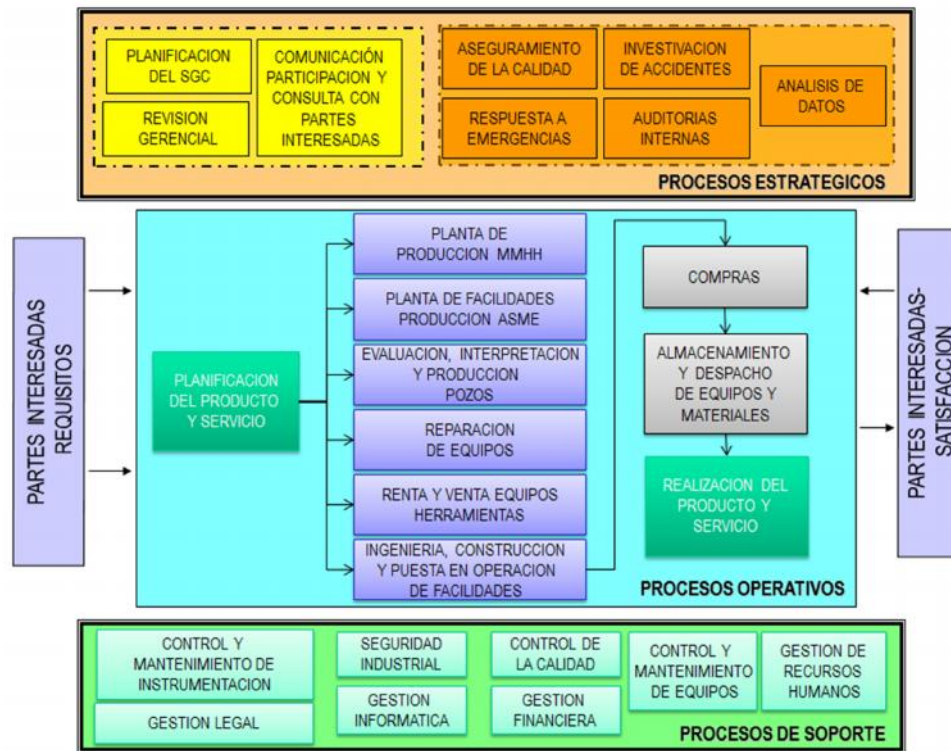 PLANIFICACION
DEL SGC
REVISION
GERENCIAL
COMUNICACIÓN
PARTICIPACION Y
CONSULTA CON
PARTES
INTERESADAS
ASEGURAMIENTO
DE LA CALIDAD
INVESTIVACION
DE ACCIDENTES
RESPUESTA A
EMERGENCIAS
AUDITORIAS
INTERNAS
ANALISIS DE
DATOS
PROCESOS ESTRATEGICOS
PARTES INTERESADAS
REQUISITOS
PLANIFICACION
DEL PRODUCTO
Y SERVICIO
PLANTA DE
PRODUCCION MMHH
PLANTA DE FACILIDADES
PRODUCCION ASME
EVALUACION, INTERPRETACION
Y PRODUCCION
POZOS
REPARACION
DE EQUIPOS
RENTA Y VENTA EQUIPOS
HERRAMIENTAS
INGENIERIA, CONSTRUCCION
Y PUESTA EN OPERACION
DE FACILIDADES
COMPRAS
ALMACENAMIENTO
Y DESPACHO
DE EQUIPOS Y
MATERIALES
REALIZACION DEL
PRODUCTO Y
SERVICIO
PROCESOS OPERATIVOS
PARTES INTERESADAS-
SATISFACCION
CONTROL Y
MANTENIMIENTO DE
INSTRUMENTACION
GESTION LEGAL
SEGURIDAD
INDUSTRIAL
GESTION
INFORMATICA
CONTROL DE
LA CALIDAD
GESTION
FINANCIERA
CONTROL Y
MANTENIMIENTO
DE EQUIPOS
GESTION DE
RECURSOS
HUMANOS
PROCESOS DE SOPORTE